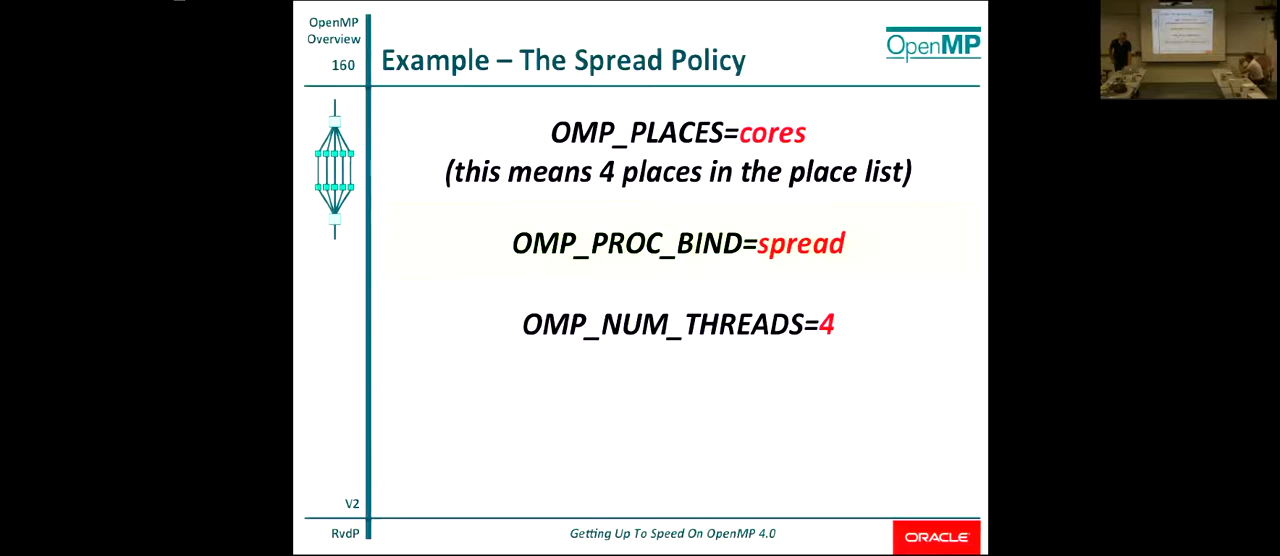 OpenMP
Overview
160
Example – The Spread Policy
OpenMP
OMP_PLACES=cores
(this means 4 places in the place list)
OMP_PROC_BIND=spread
OMP_NUM_THREADS=4
V2
RvdP
Getting Up To Speed On OpenMP 4.0
ORACLE